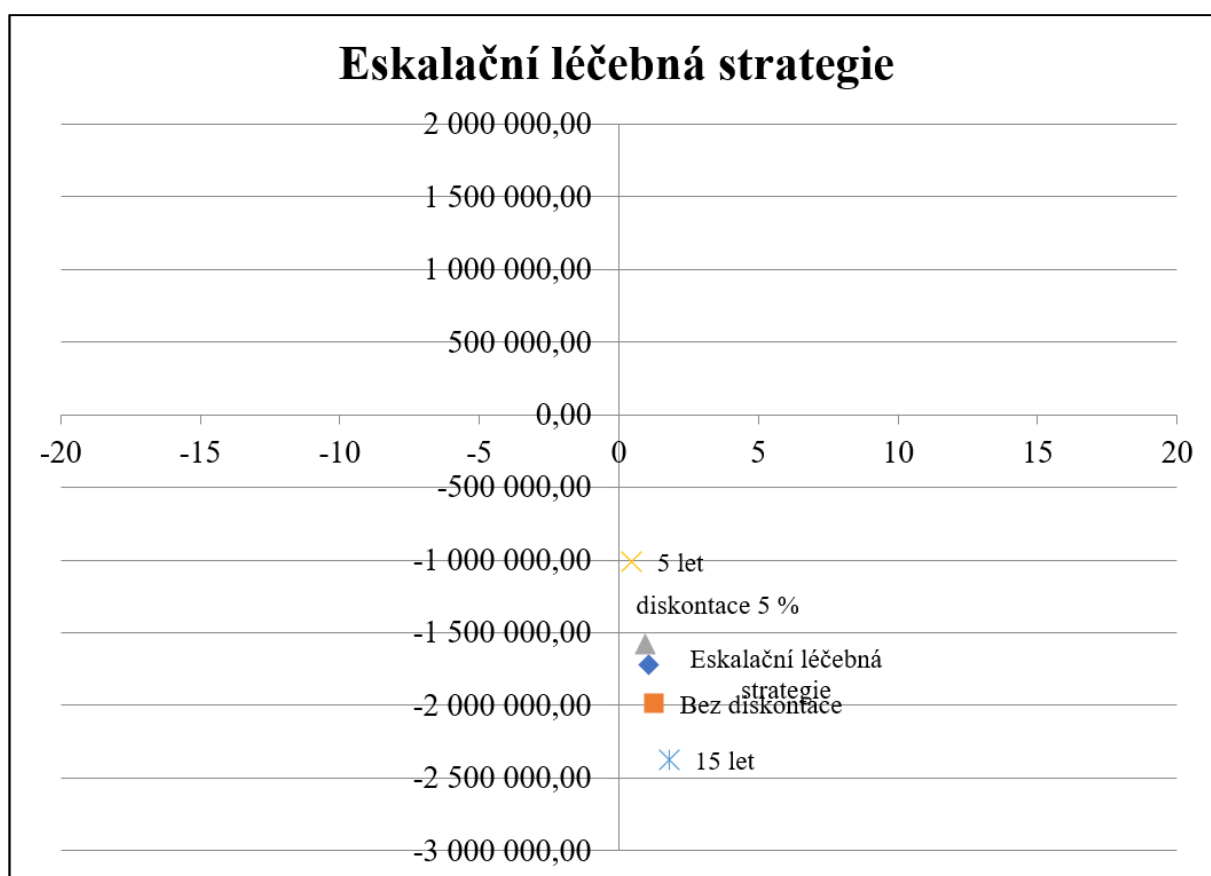 Eskalační léčebná strategie
2 000 000,00
1 500 000,00
1 000 000,00
500 000,00
0,00
-20 -15 -10 -5 0 5 10 15 20
-500 000,00
-1 000 000,00
5 let
diskontace 5 %
-1 500 000,00
Eskalační léčebná
strategie
-2 000 000,00
Bez diskontace
15 let
-2 500 000,00
-3 000 000,00